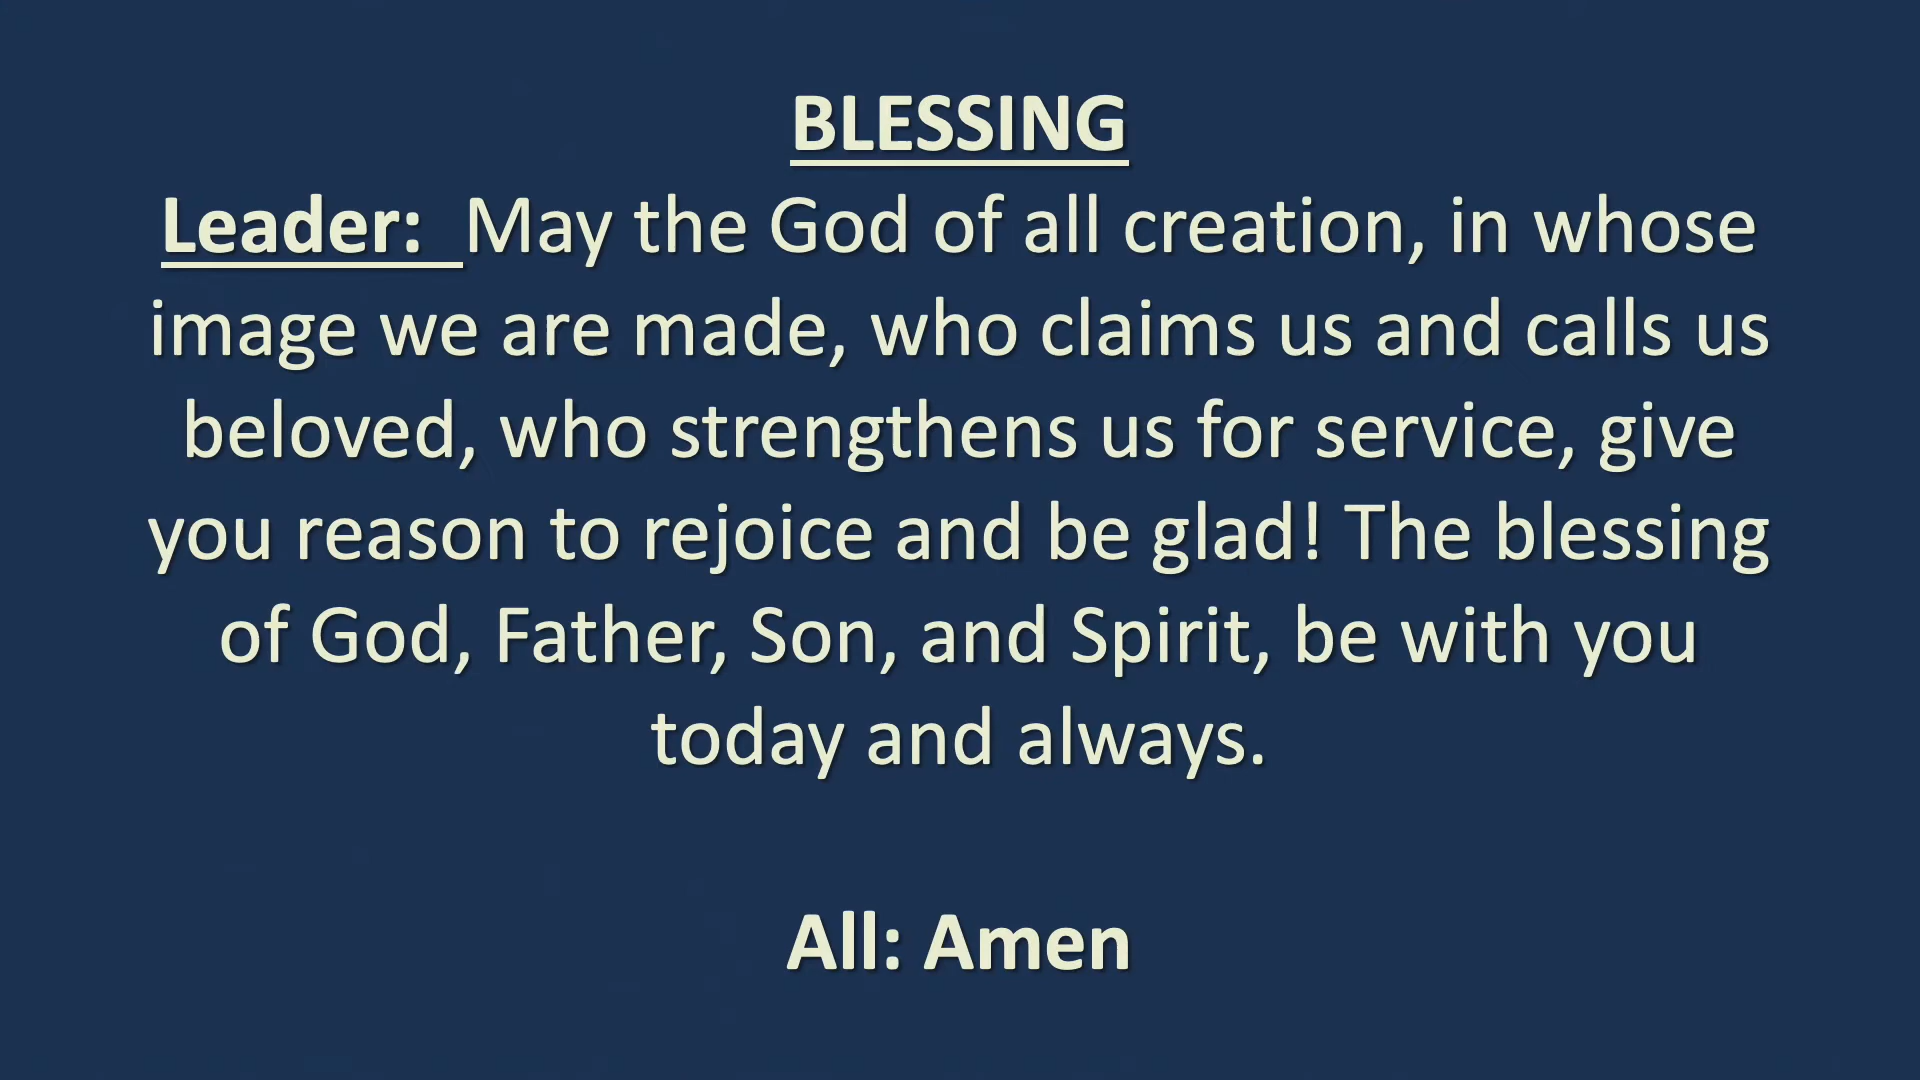 BLESSING
Leader: May the God of all creation, in whose
image we are made, who claims us and calls us
beloved, who strengthens us for service, give
you reason to rejoice and be glad! The blessing
of God, Father, Son, and Spirit, be with you
today and always.
All: Amen